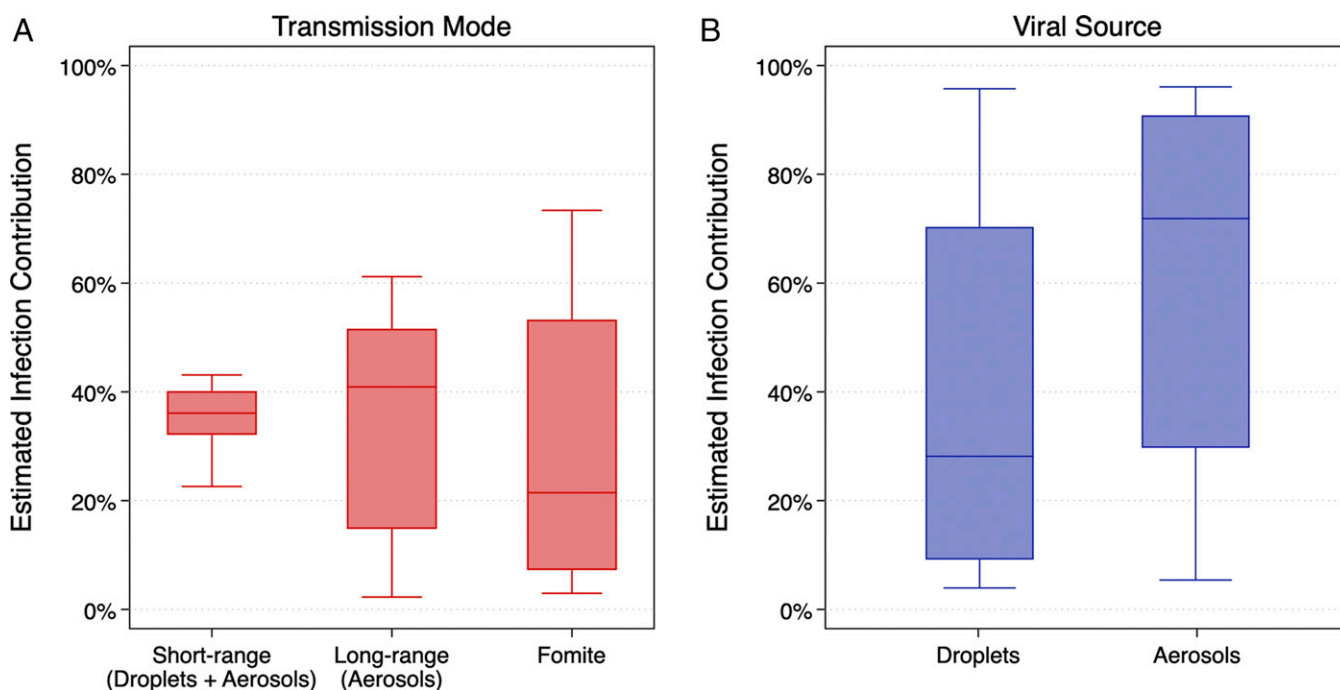 A
Transmission Mode
Estimated Infection Contribution
100%
80%
60%
40%
20%
0%
Short-range
(Droplets + Aerosols)
Long-range
(Aerosols)
Fomite
B
Viral Source
Estimated Infection Contribution
100%
80%
60%
40%
20%
0%
Droplets
Aerosols